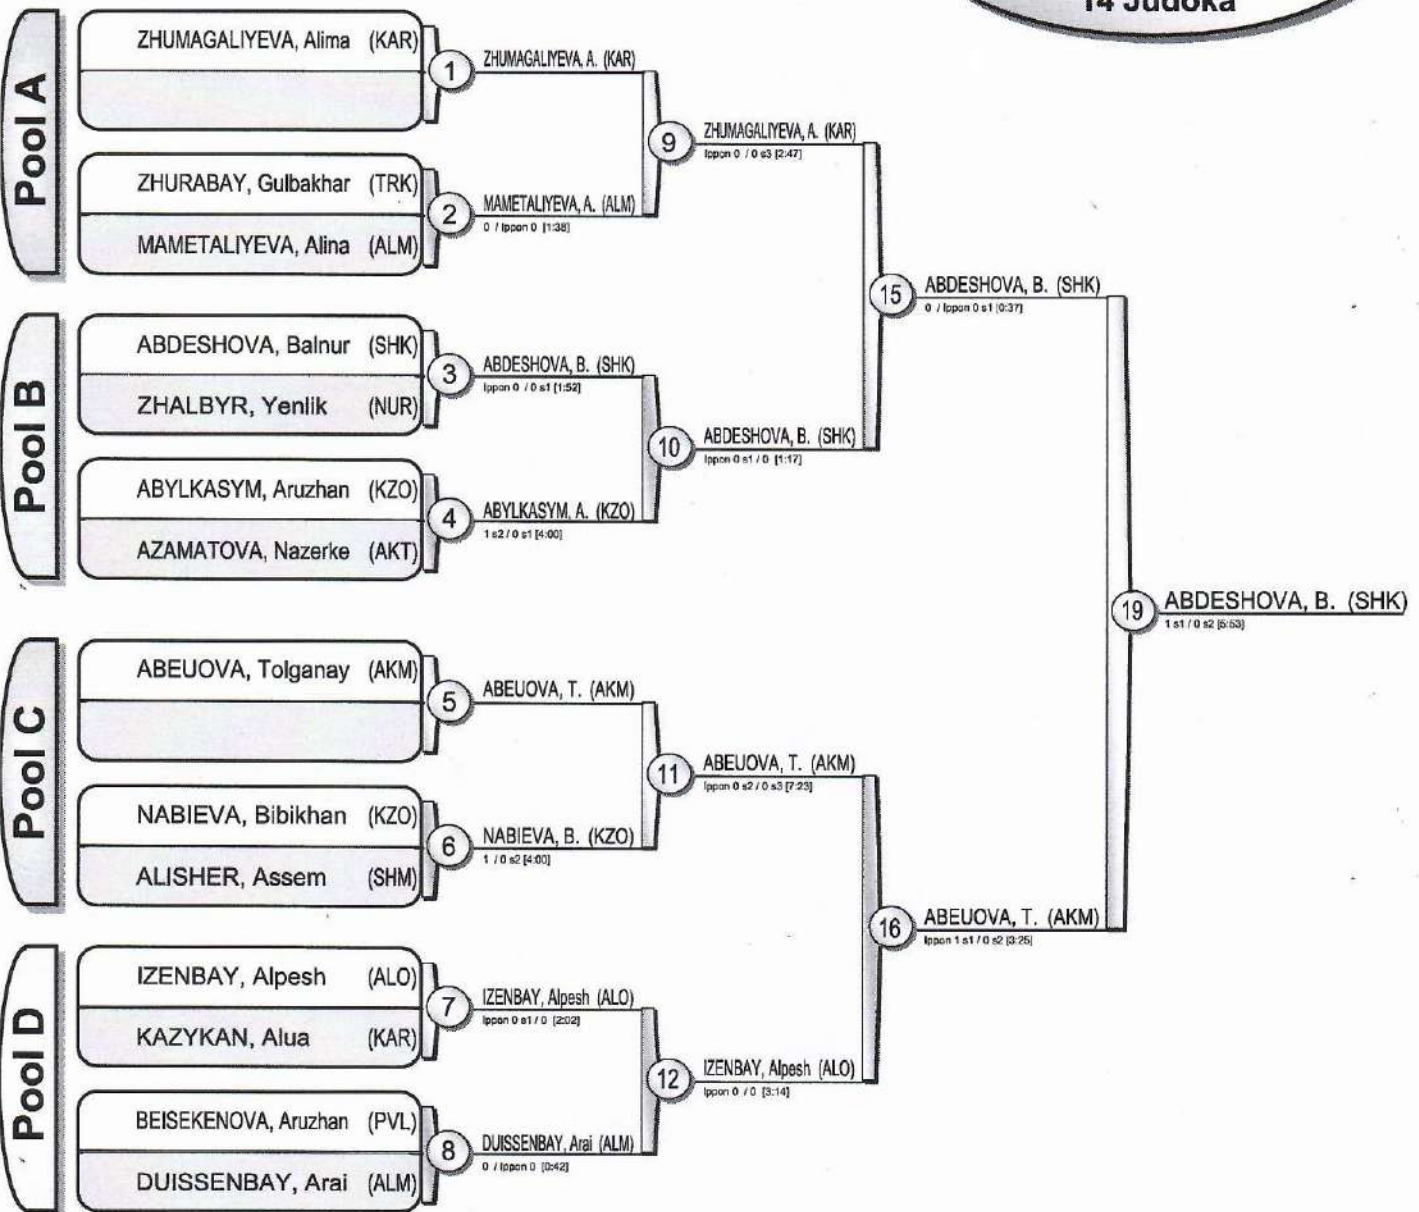 14 Judoka
Pool A
ZHUMAGALIYEVA, Alima (KAR)
1
ZHURABAY, Gulbakhar (TRK)
MAMETALIYEVA, Alina (ALM)
2
Pool B
ABDESHOVA, Balnur (SHK)
ZHALBYR, Yenlik (NUR)
3
ABYLKASYM, Aruzhan (KZO)
AZAMATOVA, Nazerke (AKT)
4
Pool C
ABEUOVA, Tolganay (AKM)
5
NABIEVA, Bibikhan (KZO)
ALISHER, Assem (SHM)
6
Pool D
IZENBAY, Alpesh (ALO)
KAZYKAN, Alua (KAR)
7
BEISEKENOVA, Aruzhan (PVL)
DUISSENBAY, Arai (ALM)
8
ZHUMAGALIYEVA, A. (KAR)
9
MAMETALIYEVA, A. (ALM)
0 / Ippon 0 [1:38]
ABDESHOVA, B. (SHK)
Ippon 0 / 0 s1 [1:52]
10
ABYLKASYM, A. (KZO)
1 s2 / 0 s1 [4:00]
ABEUOVA, T. (AKM)
11
NABIEVA, B. (KZO)
1 / 0 s2 [4:00]
IZENBAY, Alpesh (ALO)
Ippon 0 s1 / 0 [2:02]
12
DUISSENBAY, Arai (ALM)
0 / Ippon 0 [0:42]
ZHUMAGALIYEVA, A. (KAR)
Ippon 0 / 0 s3 [2:47]
15
ABDESHOVA, B. (SHK)
Ippon 0 s1 / 0 [1:17]
ABEUOVA, T. (AKM)
Ippon 0 s2 / 0 s3 [7:23]
16
IZENBAY, Alpesh (ALO)
Ippon 0 / 0 [3:14]
ABDESHOVA, B. (SHK)
0 / Ippon 0 s1 [0:37]
19
ABEUOVA, T. (AKM)
Ippon 1 s1 / 0 s2 [3:25]
ABDESHOVA, B. (SHK)
1 s1 / 0 s2 [5:53]